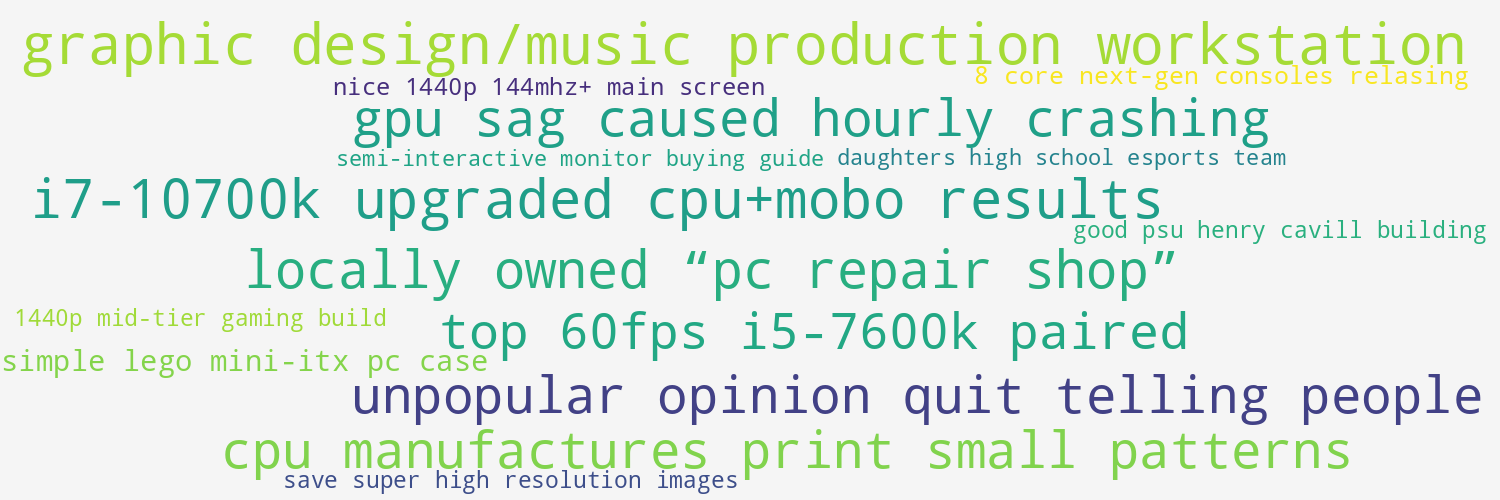 graphic design/music production workstation
8 core next-gen consoles relasing
nice 1440p 144mhz+ main screen
gpu sag caused hourly crashing
semi-interactive monitor buying guide
daughters high school esports team
i7-10700k upgraded cpu+mobo results
good psu henry cavill building
locally owned “pc repair shop”
1440p mid-tier gaming build
top 60fps i5-7600k paired
simple lego mini-itx pc case
unpopular opinion quit telling people
cpu manufactures print small patterns
save super high resolution images